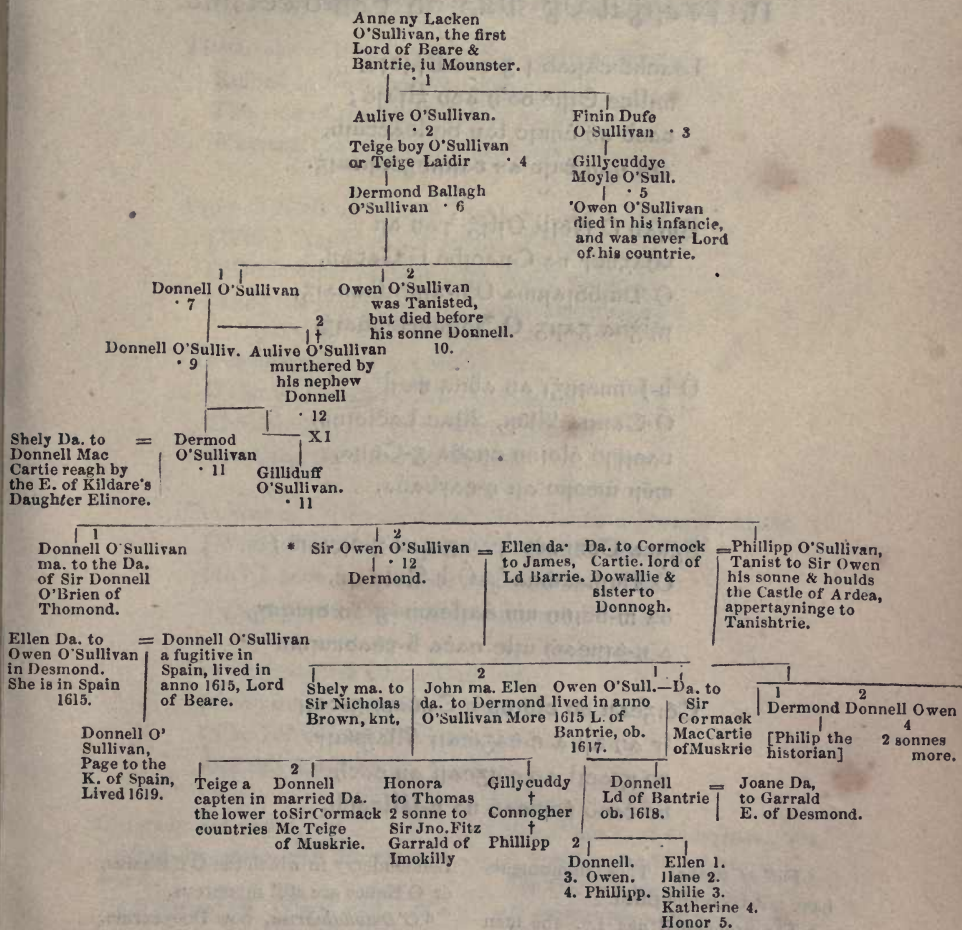 Anne ny Lacken
O'Sullivan, the first
Lord of Beare &
Bantrie, iu Mounster.
· 1
Aulive O'Sullivan.
· 2
Teige boy O'Sullivan
or Teige Laidir · 4
Dermond Ballagh
O'Sullivan · 6
Finin Dufe
O Sullivan · 3
Gillycuddye
Moyle O'Sull.
· 5
'Owen O'Sullivan
died in his infancie,
and was never Lord
of his countrie.
1
Donnell O'Sullivan
· 7
2
Owen O'Sullivan
was Tanisted,
but died before
his sonne Donnell.
10.
Donnell O'Sulliv.
· 9
2
†
Aulive O'Sullivan
murthered by
his nephew
Donnell
· 12
XI
Shely Da. to =
Donnell Mac
Cartie reagh by
the E. of Kildare's
Daughter Elinore.
Dermod
O'Sullivan
· 11
Gilliduff
O'Sullivan.
· 11
1
Donnell O'Sullivan
ma. to the Da.
of Sir Donnell
O'Brien of
Thomond.
2
* Sir Owen O'Sullivan =
· 12
Dermond.
Ellen da·
to James,
Ld Barrie.
Da. to Cormock
Cartie. lord of
Dowallie &
sister to
Donnogh.
=Phillipp O'Sullivan,
Tanist to Sir Owen
his sonne & houlds
the Castle of Ardea,
appertayninge to
Tanishtrie.
Ellen Da. to =
Owen O'Sullivan
in Desmond.
She is in Spain
1615.
Donnell O'Sullivan
a fugitive in
Spain, lived in
anno 1615, Lord
of Beare.
Shely ma. to
Sir Nicholas
Brown, knt,
2
John ma. Elen
da. to Dermond
O'Sullivan More
1
Owen O'Sull.—
lived in anno
1615 L. of
Bantrie, ob.
1617.
Da. to
Sir
Cormack
MacCartie
of Muskrie
1 2
Dermond Donnell Owen
4
[Philip the
historian]
2 sonnes
more.
Donnell O'
Sullivan,
Page to the
K. of Spain,
Lived 1619.
Teige a
capten in
the lower
countries
2
Donnell
married Da.
to Sir Cormack
Mc Teige
of Muskrie.
Honora
to Thomas
2 sonne to
Sir Jno. Fitz
Garrald of
Imokilly
Gillycuddy
†
Connogher
†
Phillipp
Donnell =
Ld of Bantrie
ob. 1618.
Joane Da,
to Garrald
E. of Desmond.
2
Donnell.
3. Owen.
4. Phillipp.
Ellen 1.
Ilane 2.
Shilie 3.
Katherine 4.
Honor 5.